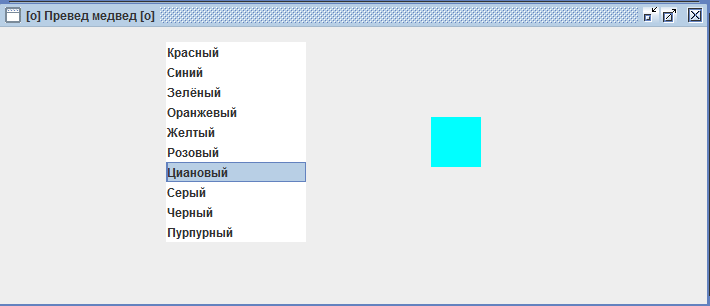 [o] Превед медвед [o]
Красный
Синий
Зелёный
Оранжевый
Желтый
Розовый
Циановый
Серый
Черный
Пурпурный